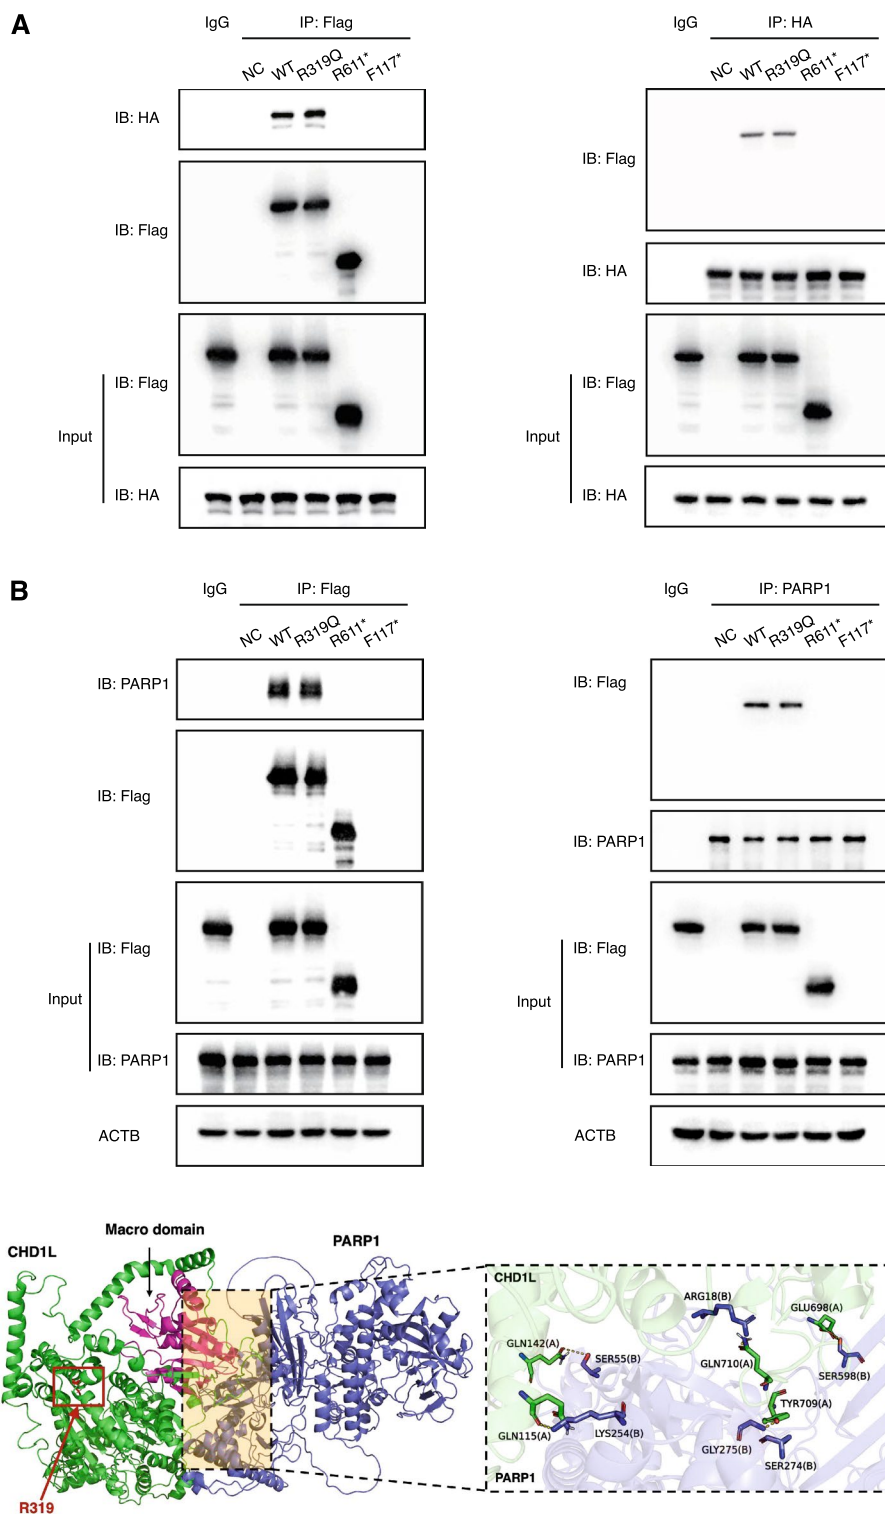 A
IgG IP: Flag
NC WT R319Q R611* F117*
IB: HA
IB: Flag
IB: Flag
Input
IB: HA
IgG IP: HA
NC WT R319Q R611* F117*
IB: Flag
IB: HA
IB: Flag
Input
IB: HA
B
IgG IP: Flag
NC WT R319Q R611* F117*
IB: PARP1
IB: Flag
IB: Flag
Input
IB: PARP1
ACTB
IgG IP: PARP1
NC WT R319Q R611* F117*
IB: Flag
IB: PARP1
IB: Flag
Input
IB: PARP1
ACTB
Macro domain
CHD1L
PARP1
R319
CHD1L
ARG18(B)
GLU698(A)
GLN142(A)
SER55(B)
GLN710(A)
SER598(B)
TYR709(A)
GLN115(A)
LYS254(B)
GLY275(B)
SER274(B)
PARP1